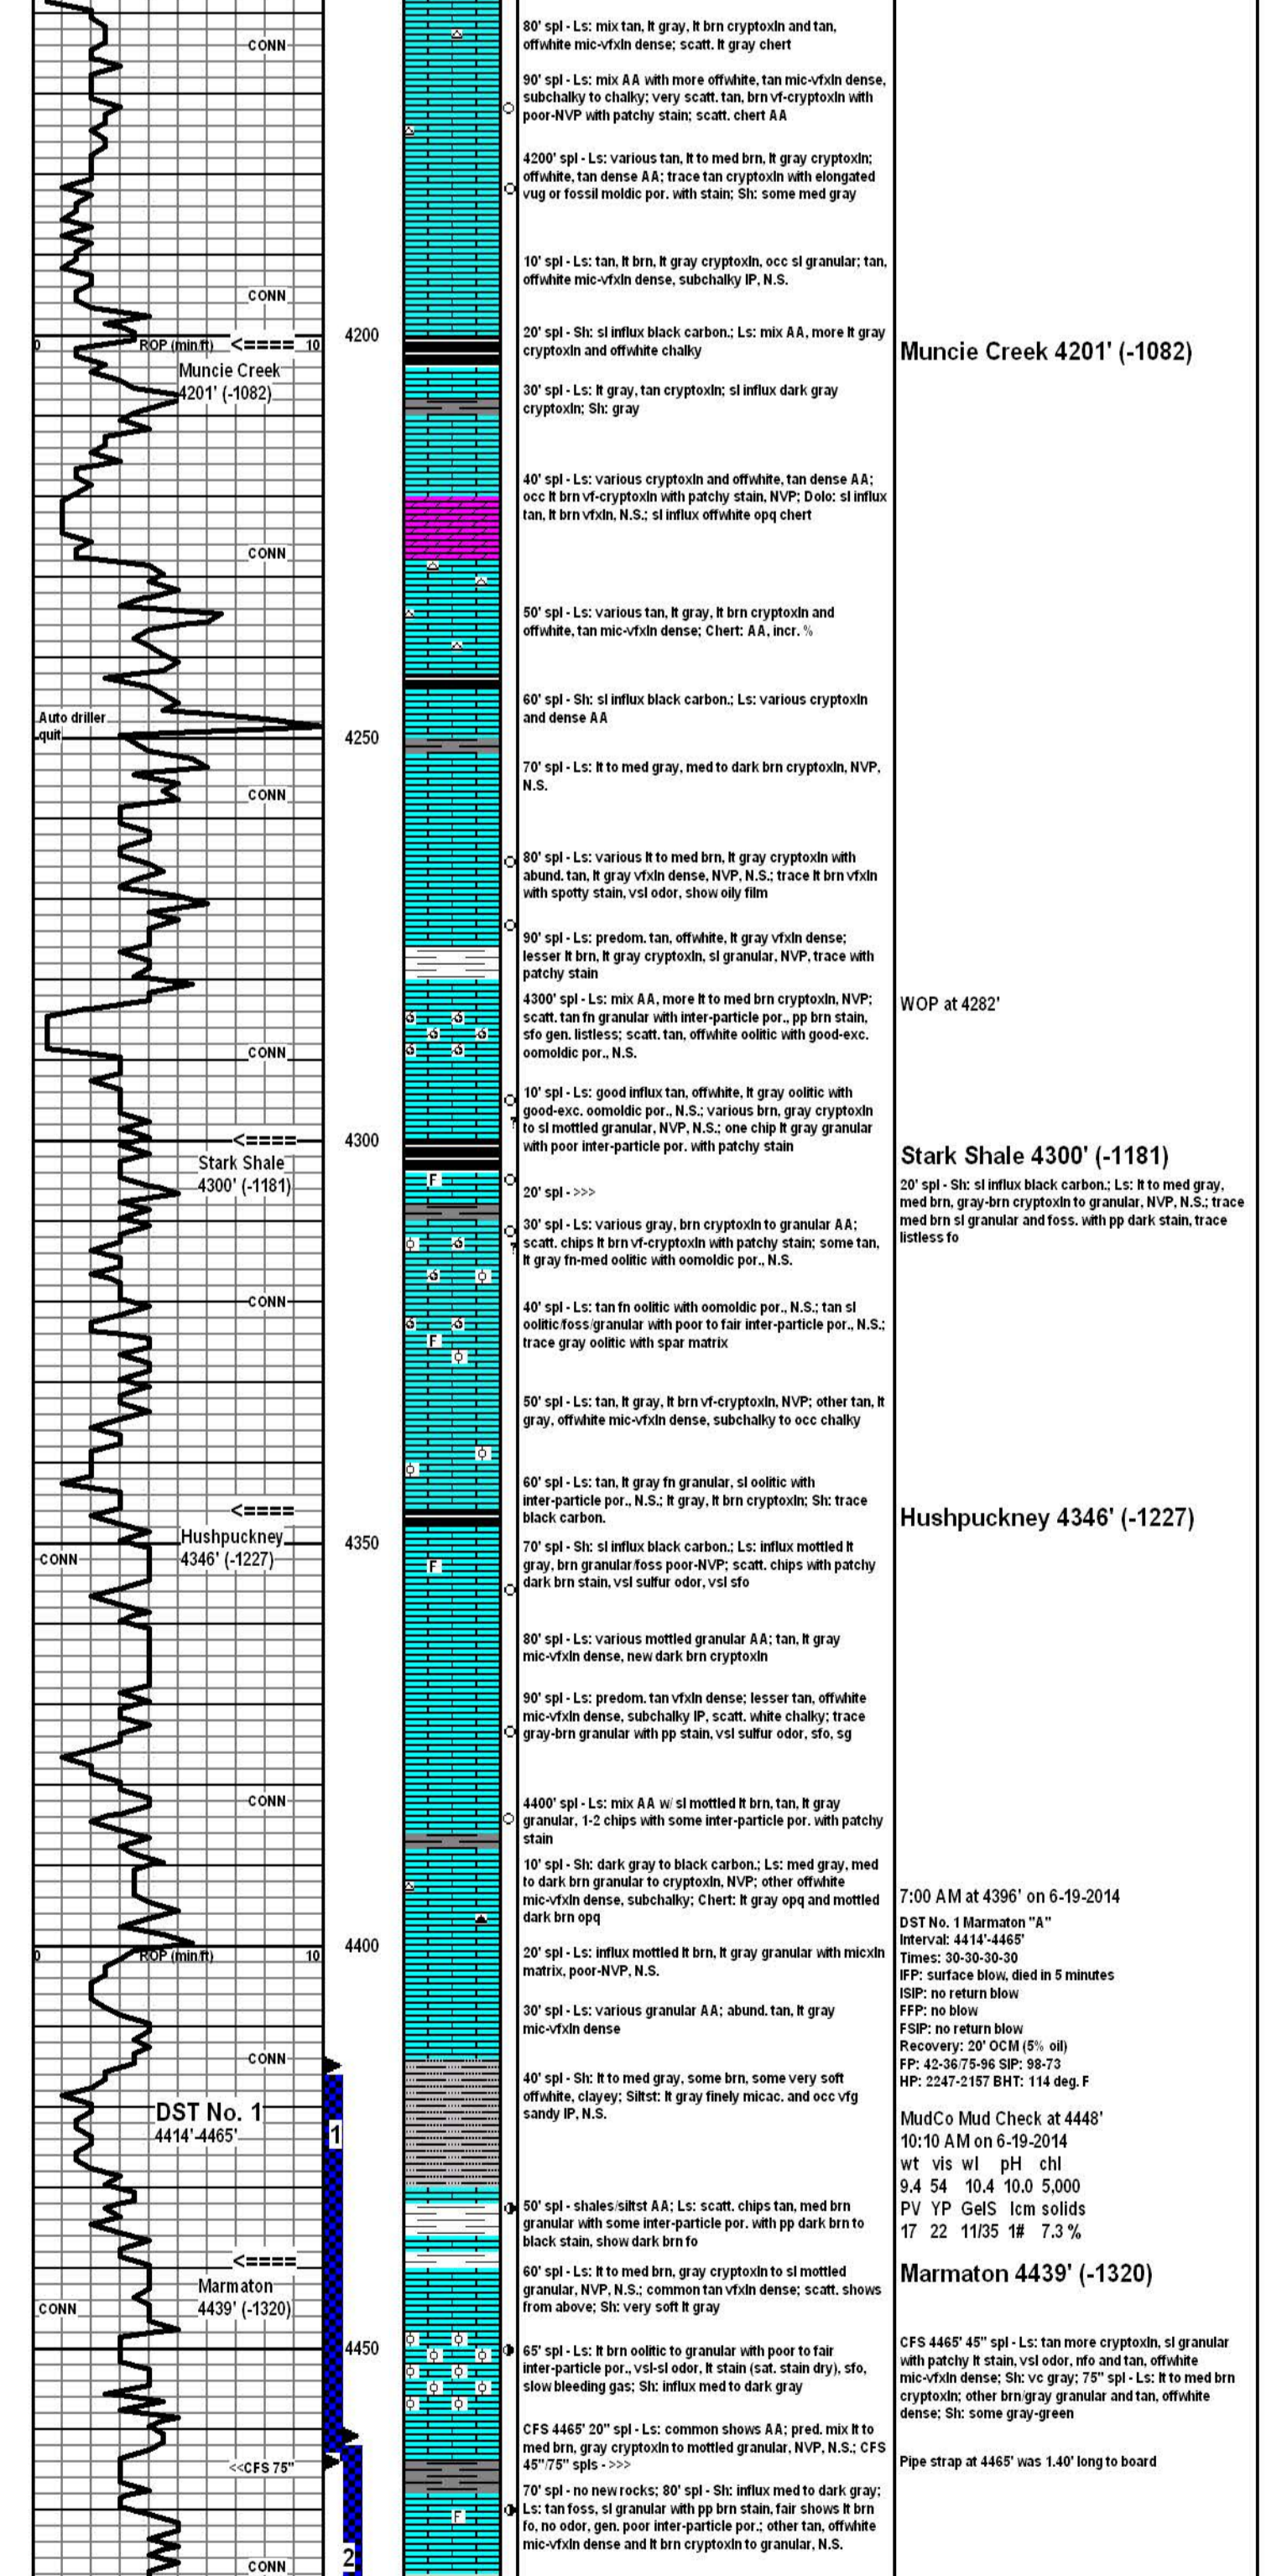 CONN
CONN
4200
0 ROP (min/ft) <==== 10
Muncie Creek
4201' (-1082)
CONN
Auto driller
quit
4250
CONN
CONN
4300
<====
Stark Shale
4300' (-1181)
F
CONN
F
<====
Hushpuckney
4346' (-1227)
4350
CONN
F
CONN
4400
0 ROP (min/ft) 10
CONN
DST No. 1
4414'-4465'
1
<====
Marmaton
4439' (-1320)
CONN
4450
<<CFS 75"
F
CONN
2
80' spl - Ls: mix tan, lt gray, lt brn cryptoxln and tan,
offwhite mic-vfxln dense; scatt. lt gray chert
90' spl - Ls: mix AA with more offwhite, tan mic-vfxln dense,
subchalky to chalky; very scatt. tan, brn vf-cryptoxln with
poor-NVP with patchy stain; scatt. chert AA
4200' spl - Ls: various tan, lt to med brn, lt gray cryptoxln;
offwhite, tan dense AA; trace tan cryptoxln with elongated
vug or fossil moldic por. with stain; Sh: some med gray
10' spl - Ls: tan, lt brn, lt gray cryptoxln, occ sl granular; tan,
offwhite mic-vfxln dense, subchalky IP, N.S.
20' spl - Sh: sl influx black carbon.; Ls: mix AA, more lt gray
cryptoxln and offwhite chalky
30' spl - Ls: lt gray, tan cryptoxln; sl influx dark gray
cryptoxln; Sh: gray
40' spl - Ls: various cryptoxln and offwhite, tan dense AA;
occ lt brn vf-cryptoxln with patchy stain, NVP; Dolo: sl influx
tan, lt brn vfxln, N.S.; sl influx offwhite opq chert
50' spl - Ls: various tan, lt gray, lt brn cryptoxln and
offwhite, tan mic-vfxln dense; Chert: AA, incr. %
60' spl - Sh: sl influx black carbon.; Ls: various cryptoxln
and dense AA
70' spl - Ls: lt to med gray, med to dark brn cryptoxln, NVP,
N.S.
80' spl - Ls: various lt to med brn, lt gray cryptoxln with
abund. tan, lt gray vfxln dense, NVP, N.S.; trace lt brn vfxln
with spotty stain, vsl odor, show oily film
90' spl - Ls: predom. tan, offwhite, lt gray vfxln dense;
lesser lt brn, lt gray cryptoxln, sl granular, NVP, trace with
patchy stain
4300' spl - Ls: mix AA, more lt to med brn cryptoxln, NVP;
scatt. tan fn granular with inter-particle por., pp brn stain,
sfo gen. listless; scatt. tan, offwhite oolitic with good-exc.
oomoldic por., N.S.
10' spl - Ls: good influx tan, offwhite, lt gray oolitic with
good-exc. oomoldic por., N.S.; various brn, gray cryptoxln
? to sl mottled granular, NVP, N.S.; one chip lt gray granular
with poor inter-particle por. with patchy stain
20' spl - >>>
30' spl - Ls: various gray, brn cryptoxln to granular AA;
? scatt. chips lt brn vf-cryptoxln with patchy stain; some tan,
lt gray fn-med oolitic with oomoldic por., N.S.
40' spl - Ls: tan fn oolitic with oomoldic por., N.S.; tan sl
oolitic/foss/granular with poor to fair inter-particle por., N.S.;
trace gray oolitic with spar matrix
50' spl - Ls: tan, lt gray, lt brn vf-cryptoxln, NVP; other tan, lt
gray, offwhite mic-vfxln dense, subchalky to occ chalky
60' spl - Ls: tan, lt gray fn granular, sl oolitic with
inter-particle por., N.S.; lt gray, lt brn cryptoxln; Sh: trace
black carbon.
70' spl - Sh: sl influx black carbon.; Ls: influx mottled lt
gray, brn granular/foss poor-NVP; scatt. chips with patchy
dark brn stain, vsl sulfur odor, vsl sfo
80' spl - Ls: various mottled granular AA; tan, lt gray
mic-vfxln dense, new dark brn cryptoxln
90' spl - Ls: predom. tan vfxln dense; lesser tan, offwhite
mic-vfxln dense, subchalky IP, scatt. white chalky; trace
gray-brn granular with pp stain, vsl sulfur odor, sfo, sg
4400' spl - Ls: mix AA w/ sl mottled lt brn, tan, lt gray
granular, 1-2 chips with some inter-particle por. with patchy
stain
10' spl - Sh: dark gray to black carbon.; Ls: med gray, med
to dark brn granular to cryptoxln, NVP; other offwhite
mic-vfxln dense, subchalky; Chert: lt gray opq and mottled
dark brn opq
20' spl - Ls: influx mottled lt brn, lt gray granular with micxln
matrix, poor-NVP, N.S.
30' spl - Ls: various granular AA; abund. tan, lt gray
mic-vfxln dense
40' spl - Sh: lt to med gray, some brn, some very soft
offwhite, clayey; Siltst: lt gray finely micac. and occ vfg
sandy IP, N.S.
50' spl - shales/siltst AA; Ls: scatt. chips tan, med brn
granular with some inter-particle por. with pp dark brn to
black stain, show dark brn fo
60' spl - Ls: lt to med brn, gray cryptoxln to sl mottled
granular, NVP, N.S.; common tan vfxln dense; scatt. shows
from above; Sh: very soft lt gray
65' spl - Ls: lt brn oolitic to granular with poor to fair
inter-particle por., vsl-sl odor, lt stain (sat. stain dry), sfo,
slow bleeding gas; Sh: influx med to dark gray
CFS 4465' 20" spl - Ls: common shows AA; pred. mix lt to
med brn, gray cryptoxln to mottled granular, NVP, N.S.; CFS
45"/75" spls - >>>
70' spl - no new rocks; 80' spl - Sh: influx med to dark gray;
Ls: tan foss, sl granular with pp brn stain, fair shows lt brn
fo, no odor, gen. poor inter-particle por.; other tan, offwhite
mic-vfxln dense and lt brn cryptoxln to granular, N.S.
Muncie Creek 4201' (-1082)
WOP at 4282'
Stark Shale 4300' (-1181)
20' spl - Sh: sl influx black carbon.; Ls: lt to med gray,
med brn, gray-brn cryptoxln to granular, NVP, N.S.; trace
med brn sl granular and foss. with pp dark stain, trace
listless fo
Hushpuckney 4346' (-1227)
7:00 AM at 4396' on 6-19-2014
DST No. 1 Marmaton "A"
Interval: 4414'-4465'
Times: 30-30-30-30
IFP: surface blow, died in 5 minutes
ISIP: no return blow
FFP: no blow
FSIP: no return blow
Recovery: 20' OCM (5% oil)
FP: 42-36/75-96 SIP: 98-73
HP: 2247-2157 BHT: 114 deg. F
MudCo Mud Check at 4448'
10:10 AM on 6-19-2014
wt vis wl pH chl
9.4 54 10.4 10.0 5,000
PV YP GelS lcm solids
17 22 11/35 1# 7.3 %
Marmaton 4439' (-1320)
CFS 4465' 45" spl - Ls: tan more cryptoxln, sl granular
with patchy lt stain, vsl odor, nfo and tan, offwhite
mic-vfxln dense; Sh: vc gray; 75" spl - Ls: lt to med brn
cryptoxln; other brn/gray granular and tan, offwhite
dense; Sh: some gray-green
Pipe strap at 4465' was 1.40' long to board